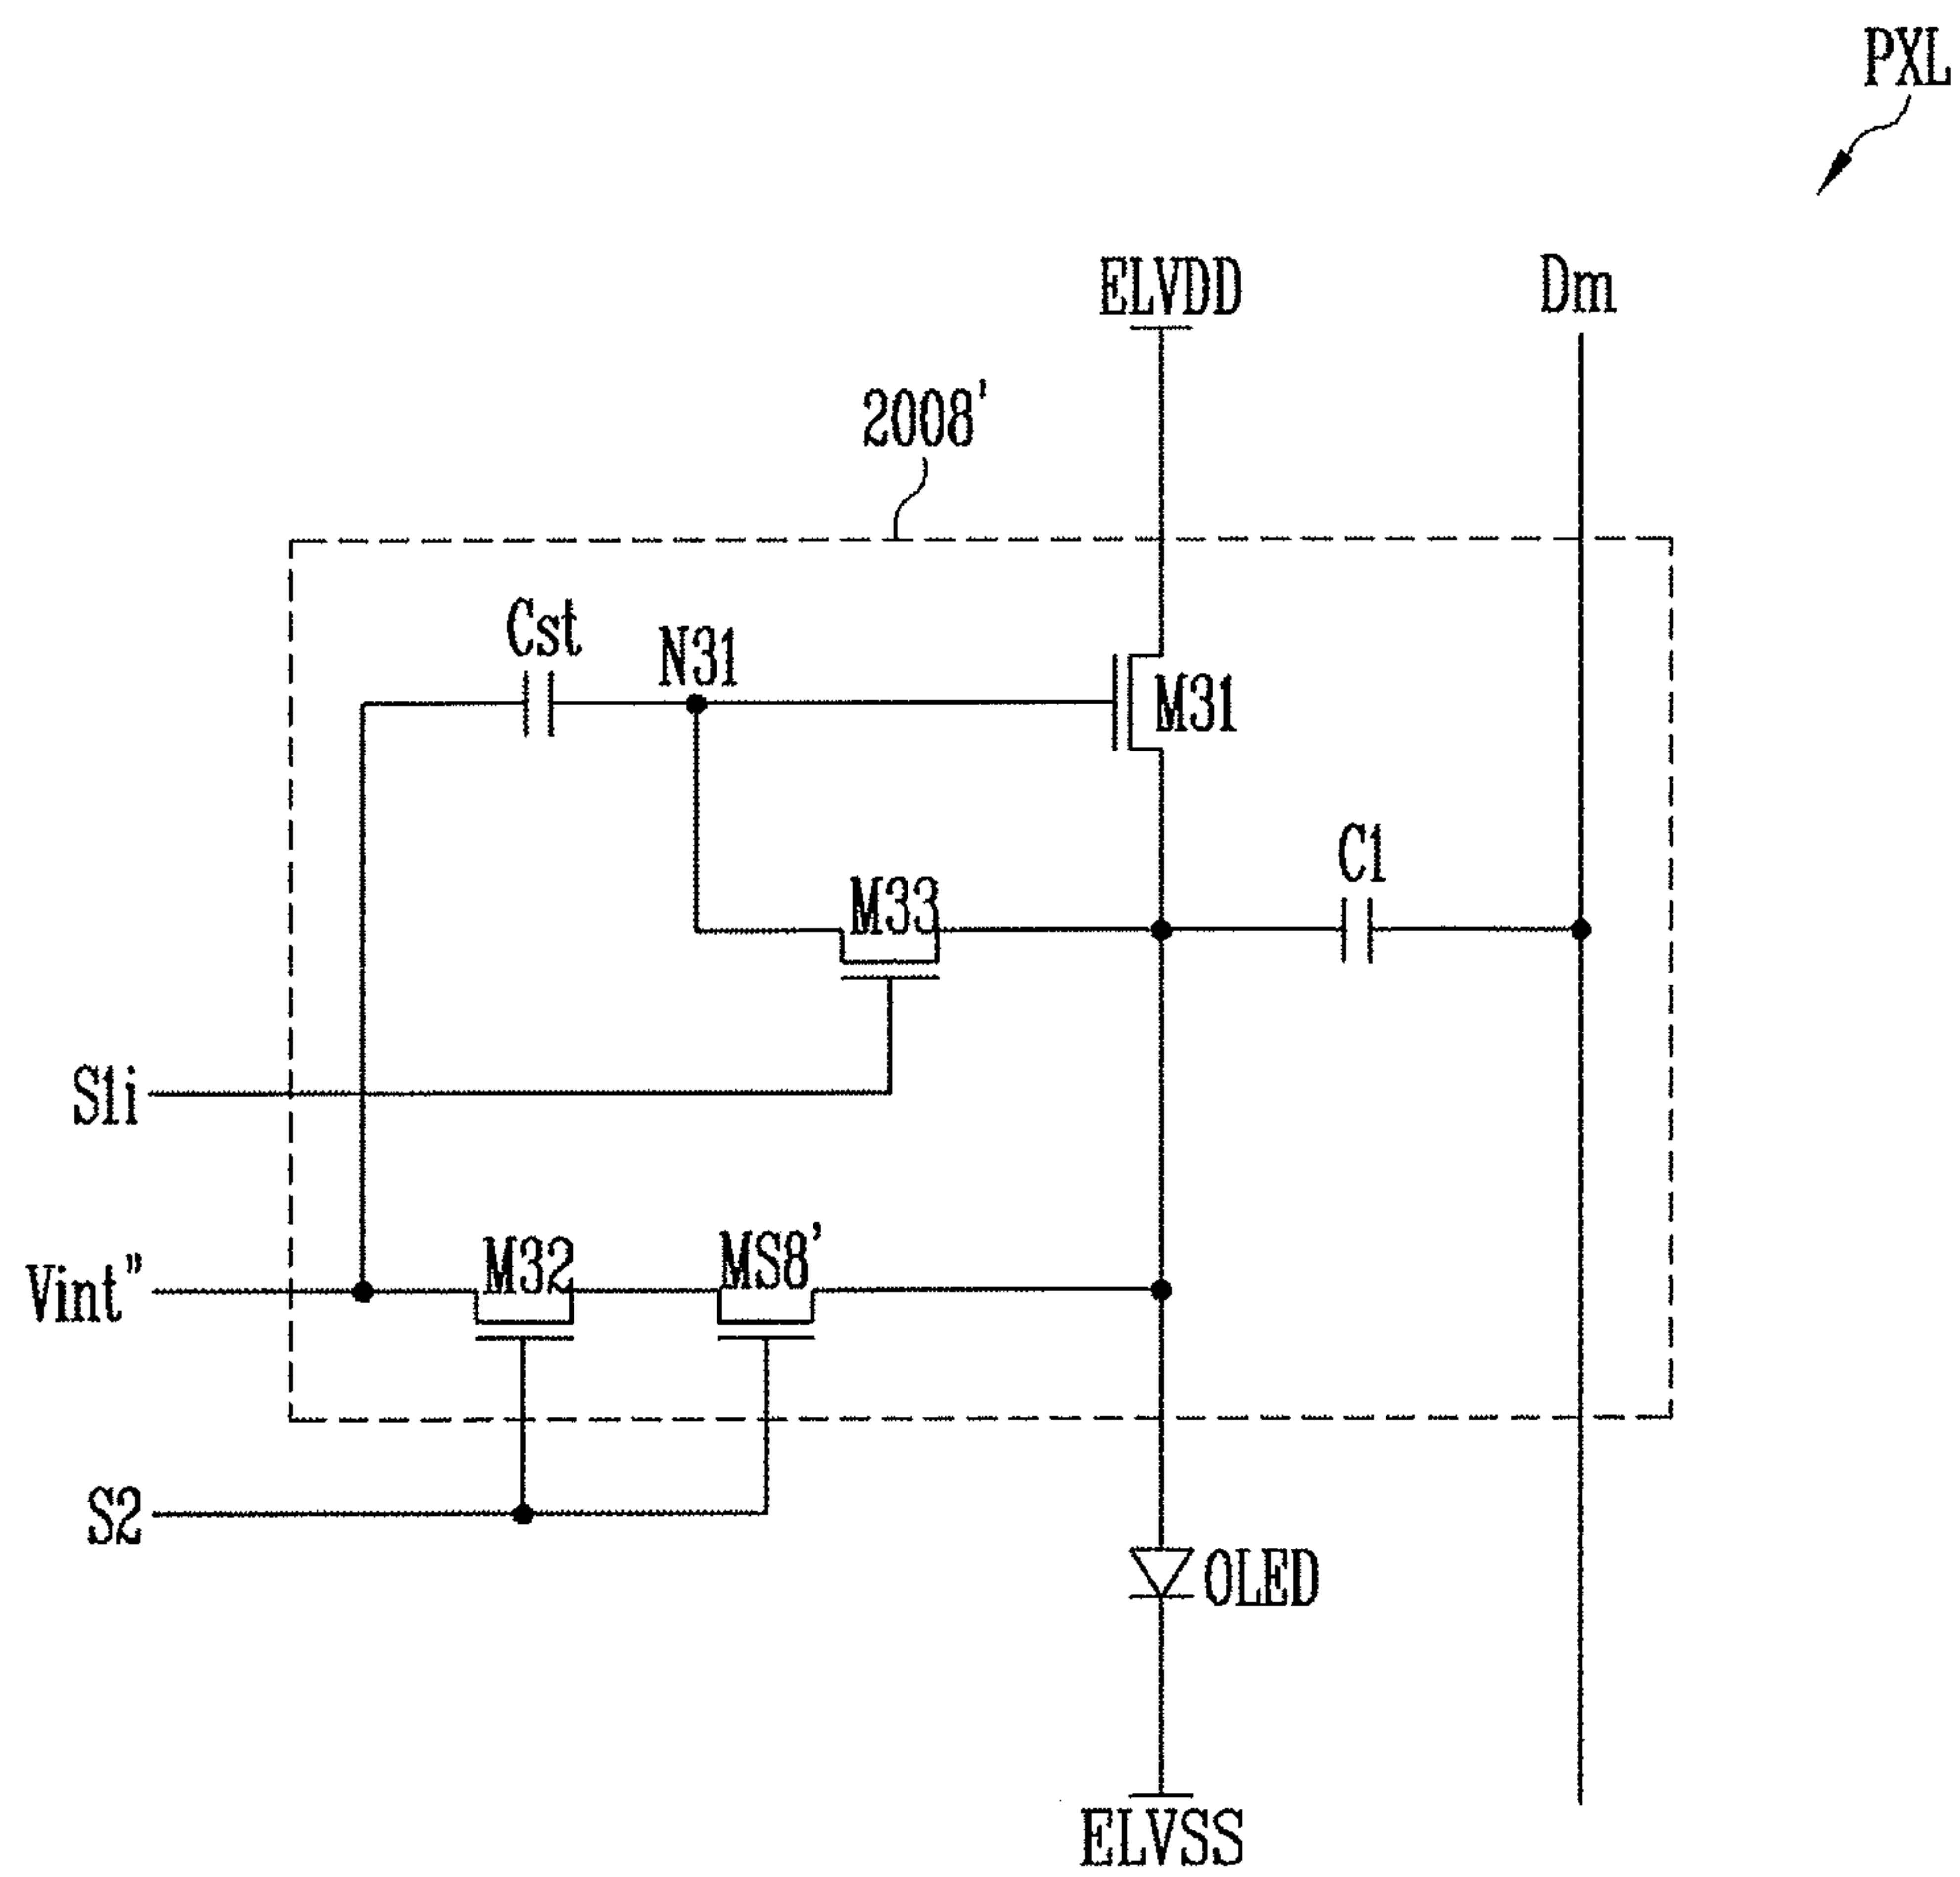 PXL
ELVDD
Dm
2008'
Cst
N31
M31
C1
M33
S1i
M32
MS8'
Vint"
S2
OLED
ELVSS